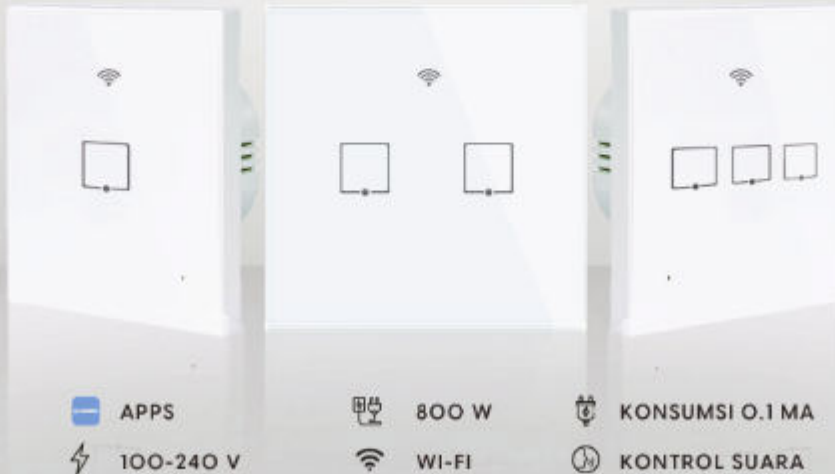 APPS
800 W
KONSUMSI 0.1 MA
100-240 V
WI-FI
KONTROL SUARA